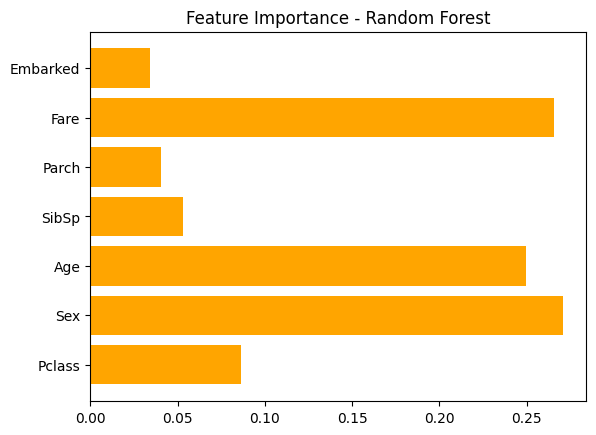 Feature Importance - Random Forest
Embarked
Fare
Parch
SibSp
Age
Sex
Pclass
0.00 0.05 0.10 0.15 0.20 0.25